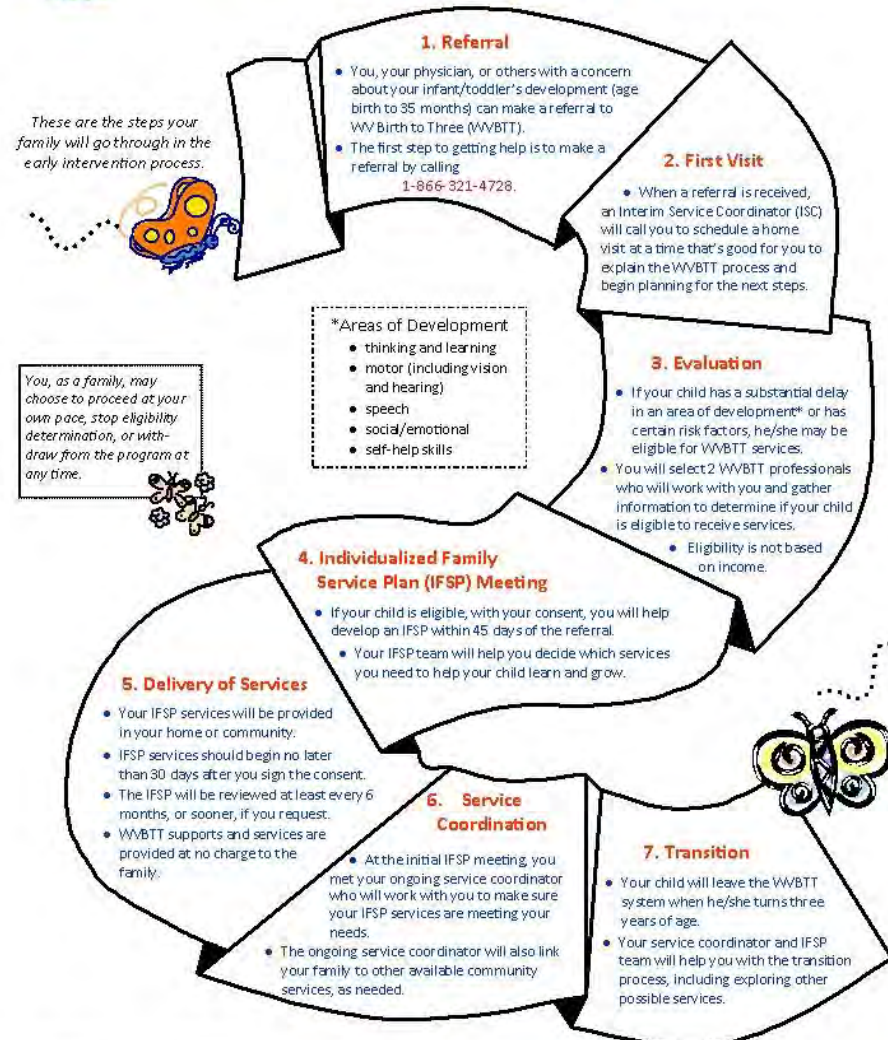 1. Referral
• You, your physician, or others with a concern
about your infant/toddler's development (age
birth to 35 months) can make a referral to
WV Birth to Three (WVBTT).
• The first step to getting help is to make a
referral by calling
1-866-321-4728.
These are the steps your
family will go through in the
early intervention process.
2. First Visit
• When a referral is received,
an Interim Service Coordinator (ISC)
will call you to schedule a home
visit at a time that's good for you to
explain the WVBTT process and
begin planning for the next steps.
*Areas of Development
• thinking and learning
• motor (including vision
and hearing)
• speech
• social/emotional
• self-help skills
You, as a family, may
choose to proceed at your
own pace, stop eligibility
determination, or with-
draw from the program at
any time.
3. Evaluation
• If your child has a substantial delay
in an area of development* or has
certain risk factors, he/she may be
eligible for WVBTT services.
• You will select 2 WVBTT professionals
who will work with you and gather
information to determine if your child
is eligible to receive services.
• Eligibility is not based
on income.
4. Individualized Family
Service Plan (IFSP) Meeting
• If your child is eligible, with your consent, you will help
develop an IFSP within 45 days of the referral.
• Your IFSP team will help you decide which services
you need to help your child learn and grow.
5. Delivery of Services
• Your IFSP services will be provided
in your home or community.
• IFSP services should begin no later
than 30 days after you sign the consent.
• The IFSP will be reviewed at least every 6
months, or sooner, if you request.
• WVBTT supports and services are
provided at no charge to the
family.
6. Service
Coordination
• At the initial IFSP meeting, you
met your ongoing service coordinator
who will work with you to make sure
your IFSP services are meeting your
needs.
• The ongoing service coordinator will also link
your family to other available community
services, as needed.
7. Transition
• Your child will leave the WVBTT
system when he/she turns three
years of age.
• Your service coordinator and IFSP
team will help you with the transition
process, including exploring other
possible services.